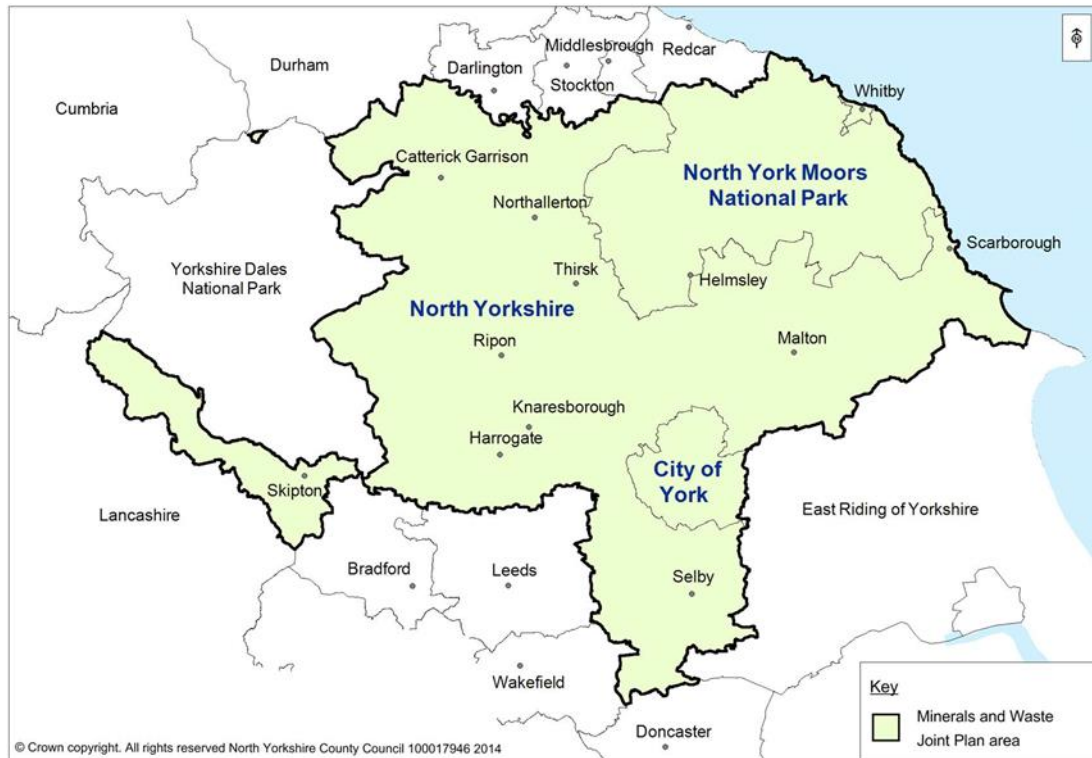 Durham
Darlington
Middlesbrough
Stockton
Redcar
Cumbria
Whitby
Catterick Garrison
North York Moors
National Park
Northallerton
Scarborough
Yorkshire Dales
National Park
Thirsk
Helmsley
North Yorkshire
Ripon
Malton
Knaresborough
Harrogate
City of
York
Skipton
Lancashire
East Riding of Yorkshire
Bradford
Leeds
Selby
Wakefield
Doncaster
Key
Minerals and Waste
Joint Plan area
© Crown copyright. All rights reserved North Yorkshire County Council 100017946 2014